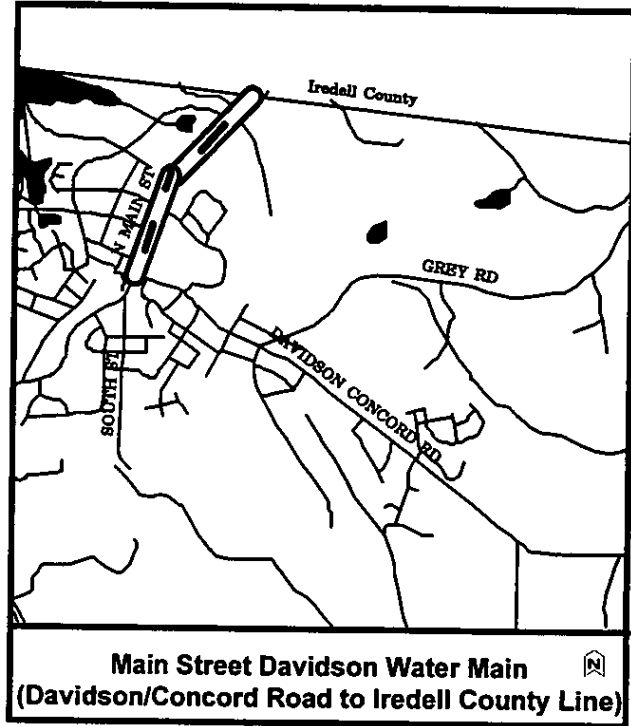 Iredell County
N MAIN ST
GREY RD
DAVIDSON CONCORD RD
SOUTH ST
Main Street Davidson Water Main
N
(Davidson/Concord Road to Iredell County Line)